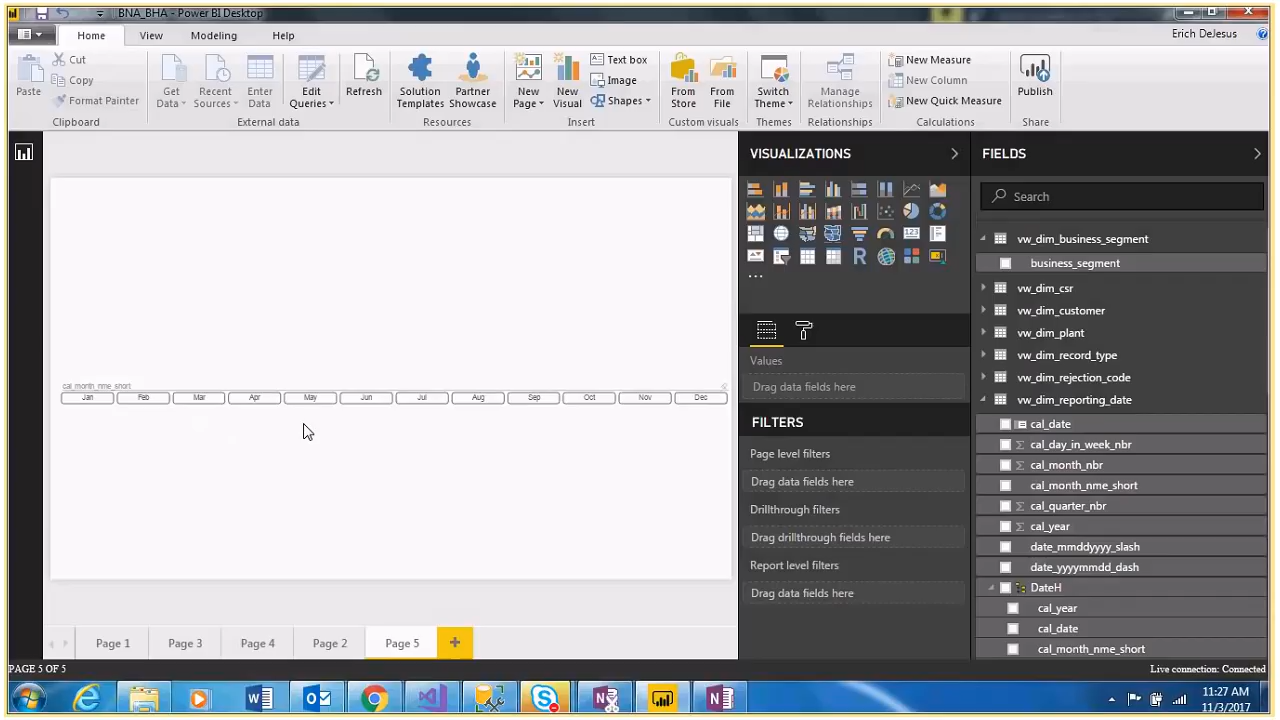 BNA_BHA - Power BI Desktop
Home View Modeling Help Erich DeJesus
Paste
Cut
Copy
Format Painter
Clipboard
Get Data
Recent Sources
Enter Data
Edit Queries
Refresh
External data
Solution Templates
Partner Showcase
Resources
New Page
New Visual
Text box
Image
Shapes
Insert
From Store
From File
Custom visuals
Switch Theme
Themes
Manage Relationships
Relationships
New Measure
New Column
New Quick Measure
Calculations
Publish
Share
cal_month_nme_short
Jan Feb Mar Apr May Jun Jul Aug Sep Oct Nov Dec
VISUALIZATIONS
R
123
Values
Drag data fields here
FILTERS
Page level filters
Drag data fields here
Drillthrough filters
Drag drillthrough fields here
Report level filters
Drag data fields here
FIELDS
Search
vw_dim_business_segment
business_segment
vw_dim_csr
vw_dim_customer
vw_dim_plant
vw_dim_record_type
vw_dim_rejection_code
vw_dim_reporting_date
cal_date
Σ cal_day_in_week_nbr
Σ cal_month_nbr
cal_month_nme_short
Σ cal_quarter_nbr
Σ cal_year
date_mmddyyyy_slash
date_yyyymmdd_dash
DateH
cal_year
cal_date
cal_month_nme_short
Page 1 Page 3 Page 4 Page 2 Page 5 +
PAGE 5 OF 5
Live connection: Connected
11:27 AM
11/3/2017